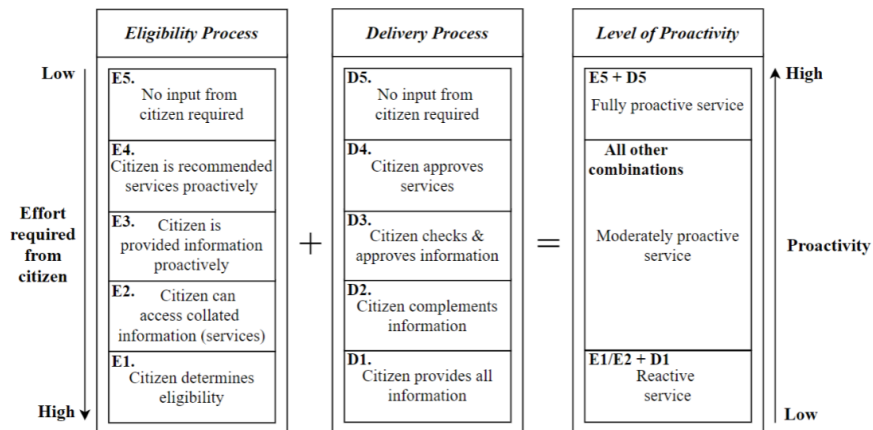 Eligibility Process
Delivery Process
Level of Proactivity
Low
High
Effort
required
from
citizen
E5.
No input from
citizen required
E4.
Citizen is recommended
services proactively
E3.
Citizen is
provided information
proactively
E2.
Citizen can
access collated
information (services)
E1.
Citizen determines
eligibility
+
D5.
No input from
citizen required
D4.
Citizen approves
services
D3.
Citizen checks &
approves information
D2.
Citizen complements
information
D1.
Citizen provides all
information
=
E5 + D5
Fully proactive service
All other
combinations
Moderately proactive
service
E1/E2 + D1
Reactive
service
High
Proactivity
Low